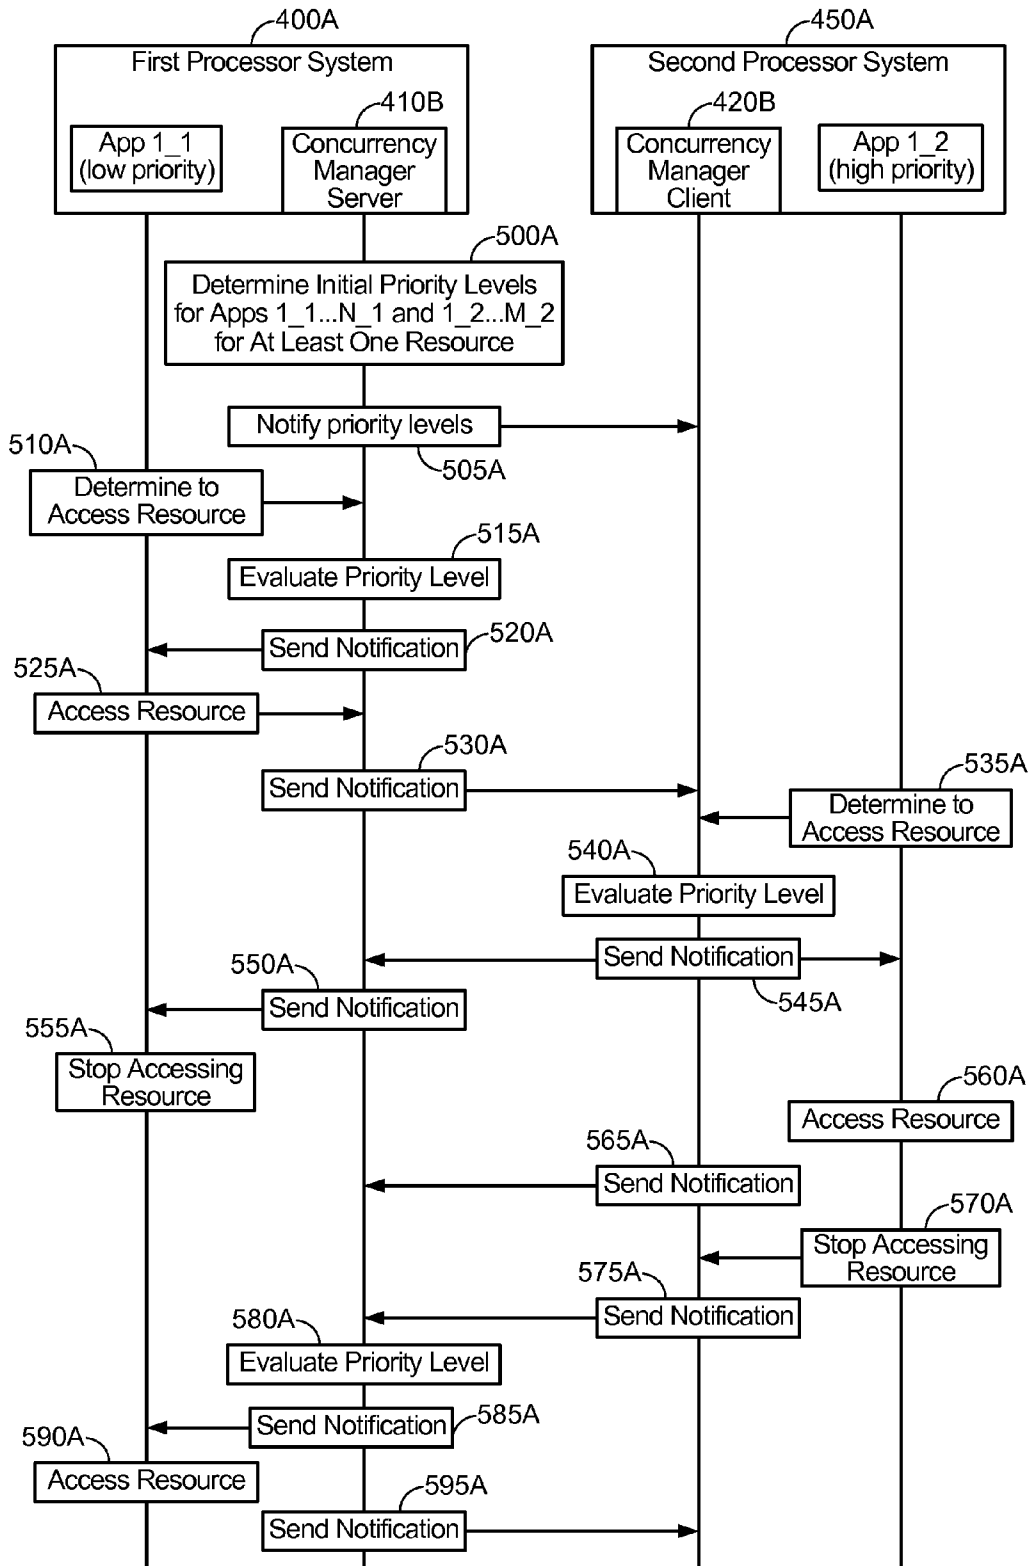 400A
First Processor System
450A
Second Processor System
410B
420B
App 1_1
(low priority)
Concurrency
Manager
Server
Concurrency
Manager
Client
App 1_2
(high priority)
500A
Determine Initial Priority Levels
for Apps 1_1...N_1 and 1_2...M_2
for At Least One Resource
Notify priority levels
505A
510A
Determine to
Access Resource
515A
Evaluate Priority Level
520A
Send Notification
525A
Access Resource
530A
Send Notification
535A
Determine to
Access Resource
540A
Evaluate Priority Level
Send Notification
545A
550A
Send Notification
555A
Stop Accessing
Resource
560A
Access Resource
565A
Send Notification
570A
Stop Accessing
Resource
575A
Send Notification
580A
Evaluate Priority Level
Send Notification
585A
590A
Access Resource
595A
Send Notification